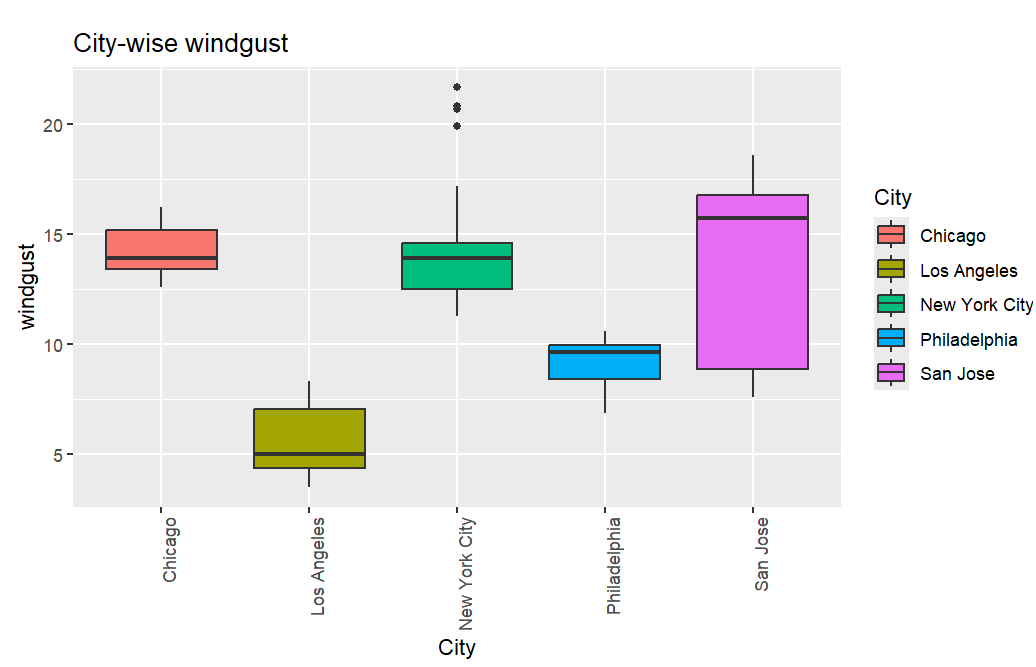 City-wise windgust
20
15
10
5
windgust
Chicago
Los Angeles
New York City
Philadelphia
San Jose
City
City
Chicago
Los Angeles
New York City
Philadelphia
San Jose